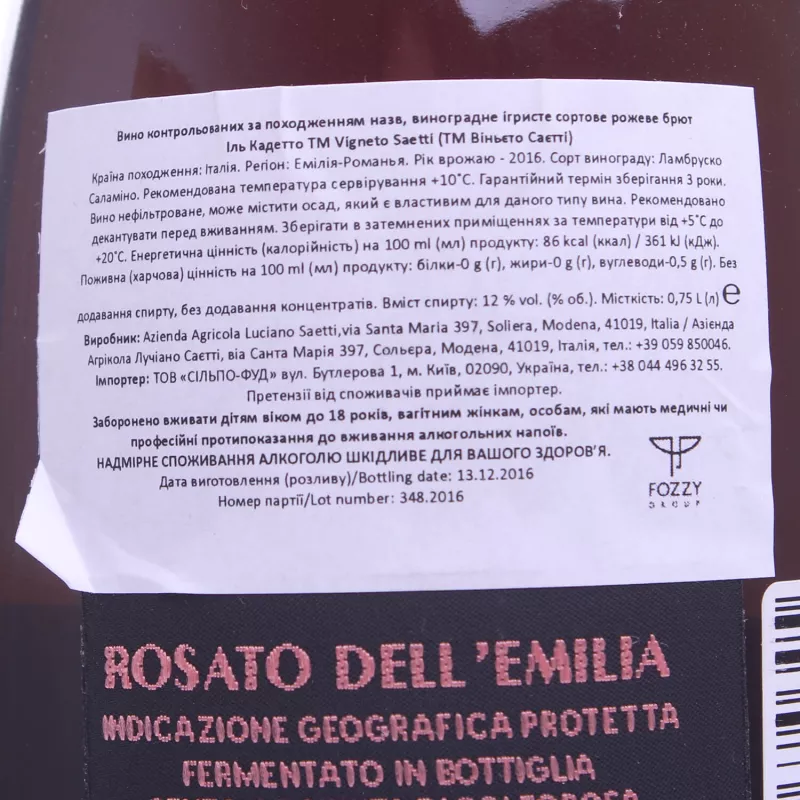 Вино контрольованих за походженням назв, виноградне ігристе сортове рожеве брют
Іль Кадетто ТМ Vigneto Saetti (ТМ Віньєто Саєтті)
Країна походження: Італія. Регіон: Емілія-Романья. Рік врожаю - 2016. Сорт винограду: Ламбруско
Саламіно. Рекомендована температура сервірування +10°С. Гарантійний термін зберігання 3 роки.
Вино нефільтроване, може містити осад, який є властивим для даного типу вина. Рекомендовано
декантувати перед вживанням. Зберігати в затемнених приміщеннях за температури від +5°С до
+20°С. Енергетична цінність (калорійність) на 100 ml (мл) продукту: 86 kcal (ккал) / 361 kJ (кДж).
Поживна (харчова) цінність на 100 ml (мл) продукту: білки-0 g (г), жири-0 g (г), вуглеводи-0,5 g (г). Без
додавання спирту, без додавання концентратів. Вміст спирту: 12 % vol. (% об.). Місткість: 0,75 L (л) ℮
Виробник: Azienda Agricola Luciano Saetti,via Santa Maria 397, Soliera, Modena, 41019, Italia / Азієнда
Агрікола Лучіано Саєтті, віа Санта Марія 397, Сольєра, Модена, 41019, Італія, тел.: +39 059 850046.
Імпортер: ТОВ «СІЛЬПО-ФУД» вул. Бутлерова 1, м. Київ, 02090, Україна, тел.: +38 044 496 32 55.
Претензії від споживачів приймає імпортер.
Заборонено вживати дітям віком до 18 років, вагітним жінкам, особам, які мають медичні чи
професійні протипоказання до вживання алкогольних напоїв.
НАДМІРНЕ СПОЖИВАННЯ АЛКОГОЛЮ ШКІДЛИВЕ ДЛЯ ВАШОГО ЗДОРОВ'Я.
Дата виготовлення (розливу)/Bottling date: 13.12.2016
Номер партії/Lot number: 348.2016
FOZZY
GROUP
ROSATO DELL'EMILIA
INDICAZIONE GEOGRAFICA PROTETTA
FERMENTATO IN BOTTIGLIA